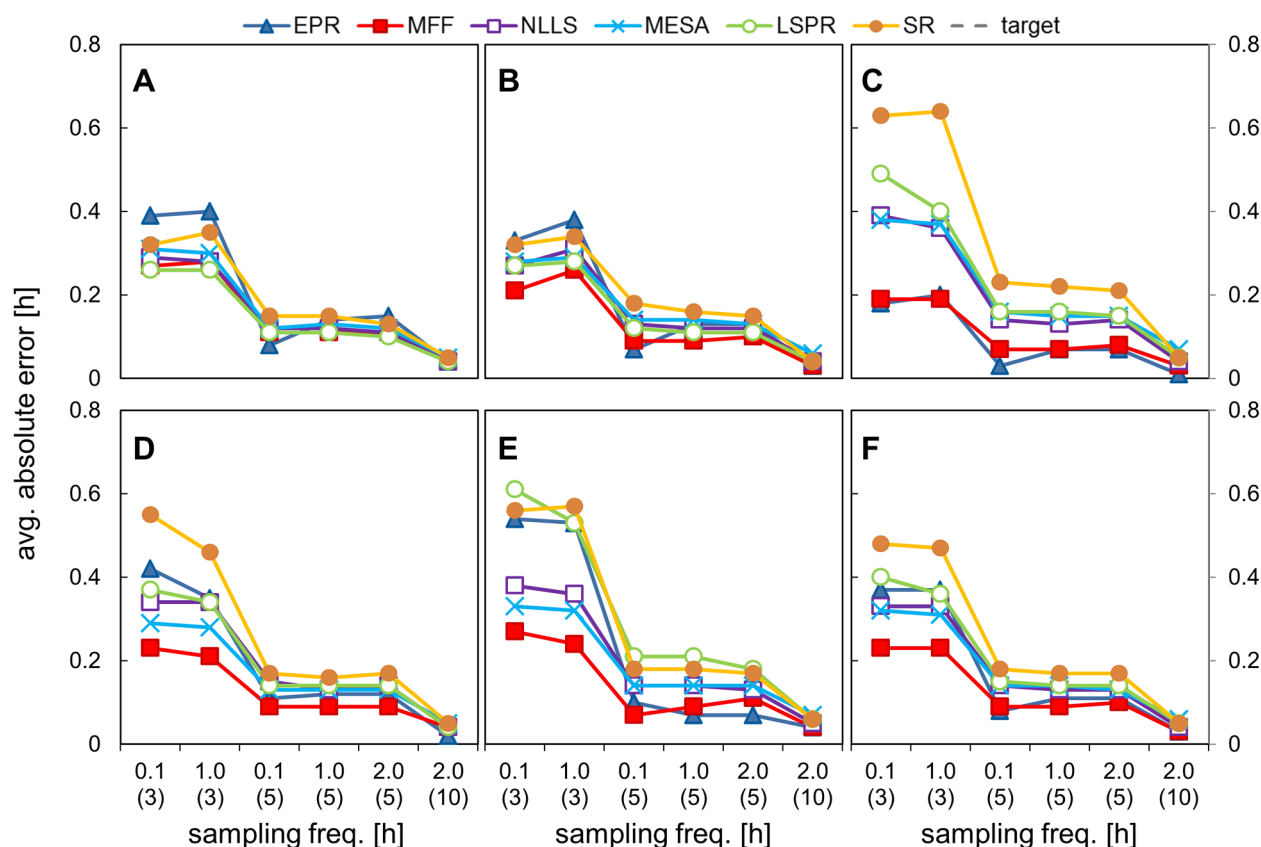 EPR MFF NLLS MESA LSPR SR target
0.8 0.8
A B C
0.6 0.6
0.4 0.4
0.2 0.2
0 0
avg. absolute error [h]
0.8 0.8
D E F
0.6 0.6
0.4 0.4
0.2 0.2
0 0
0.1 1.0 0.1 1.0 2.0 2.0 0.1 1.0 0.1 1.0 2.0 2.0 0.1 1.0 0.1 1.0 2.0 2.0
(3) (3) (5) (5) (5) (10) (3) (3) (5) (5) (5) (10) (3) (3) (5) (5) (5) (10)
sampling freq. [h] sampling freq. [h] sampling freq. [h]